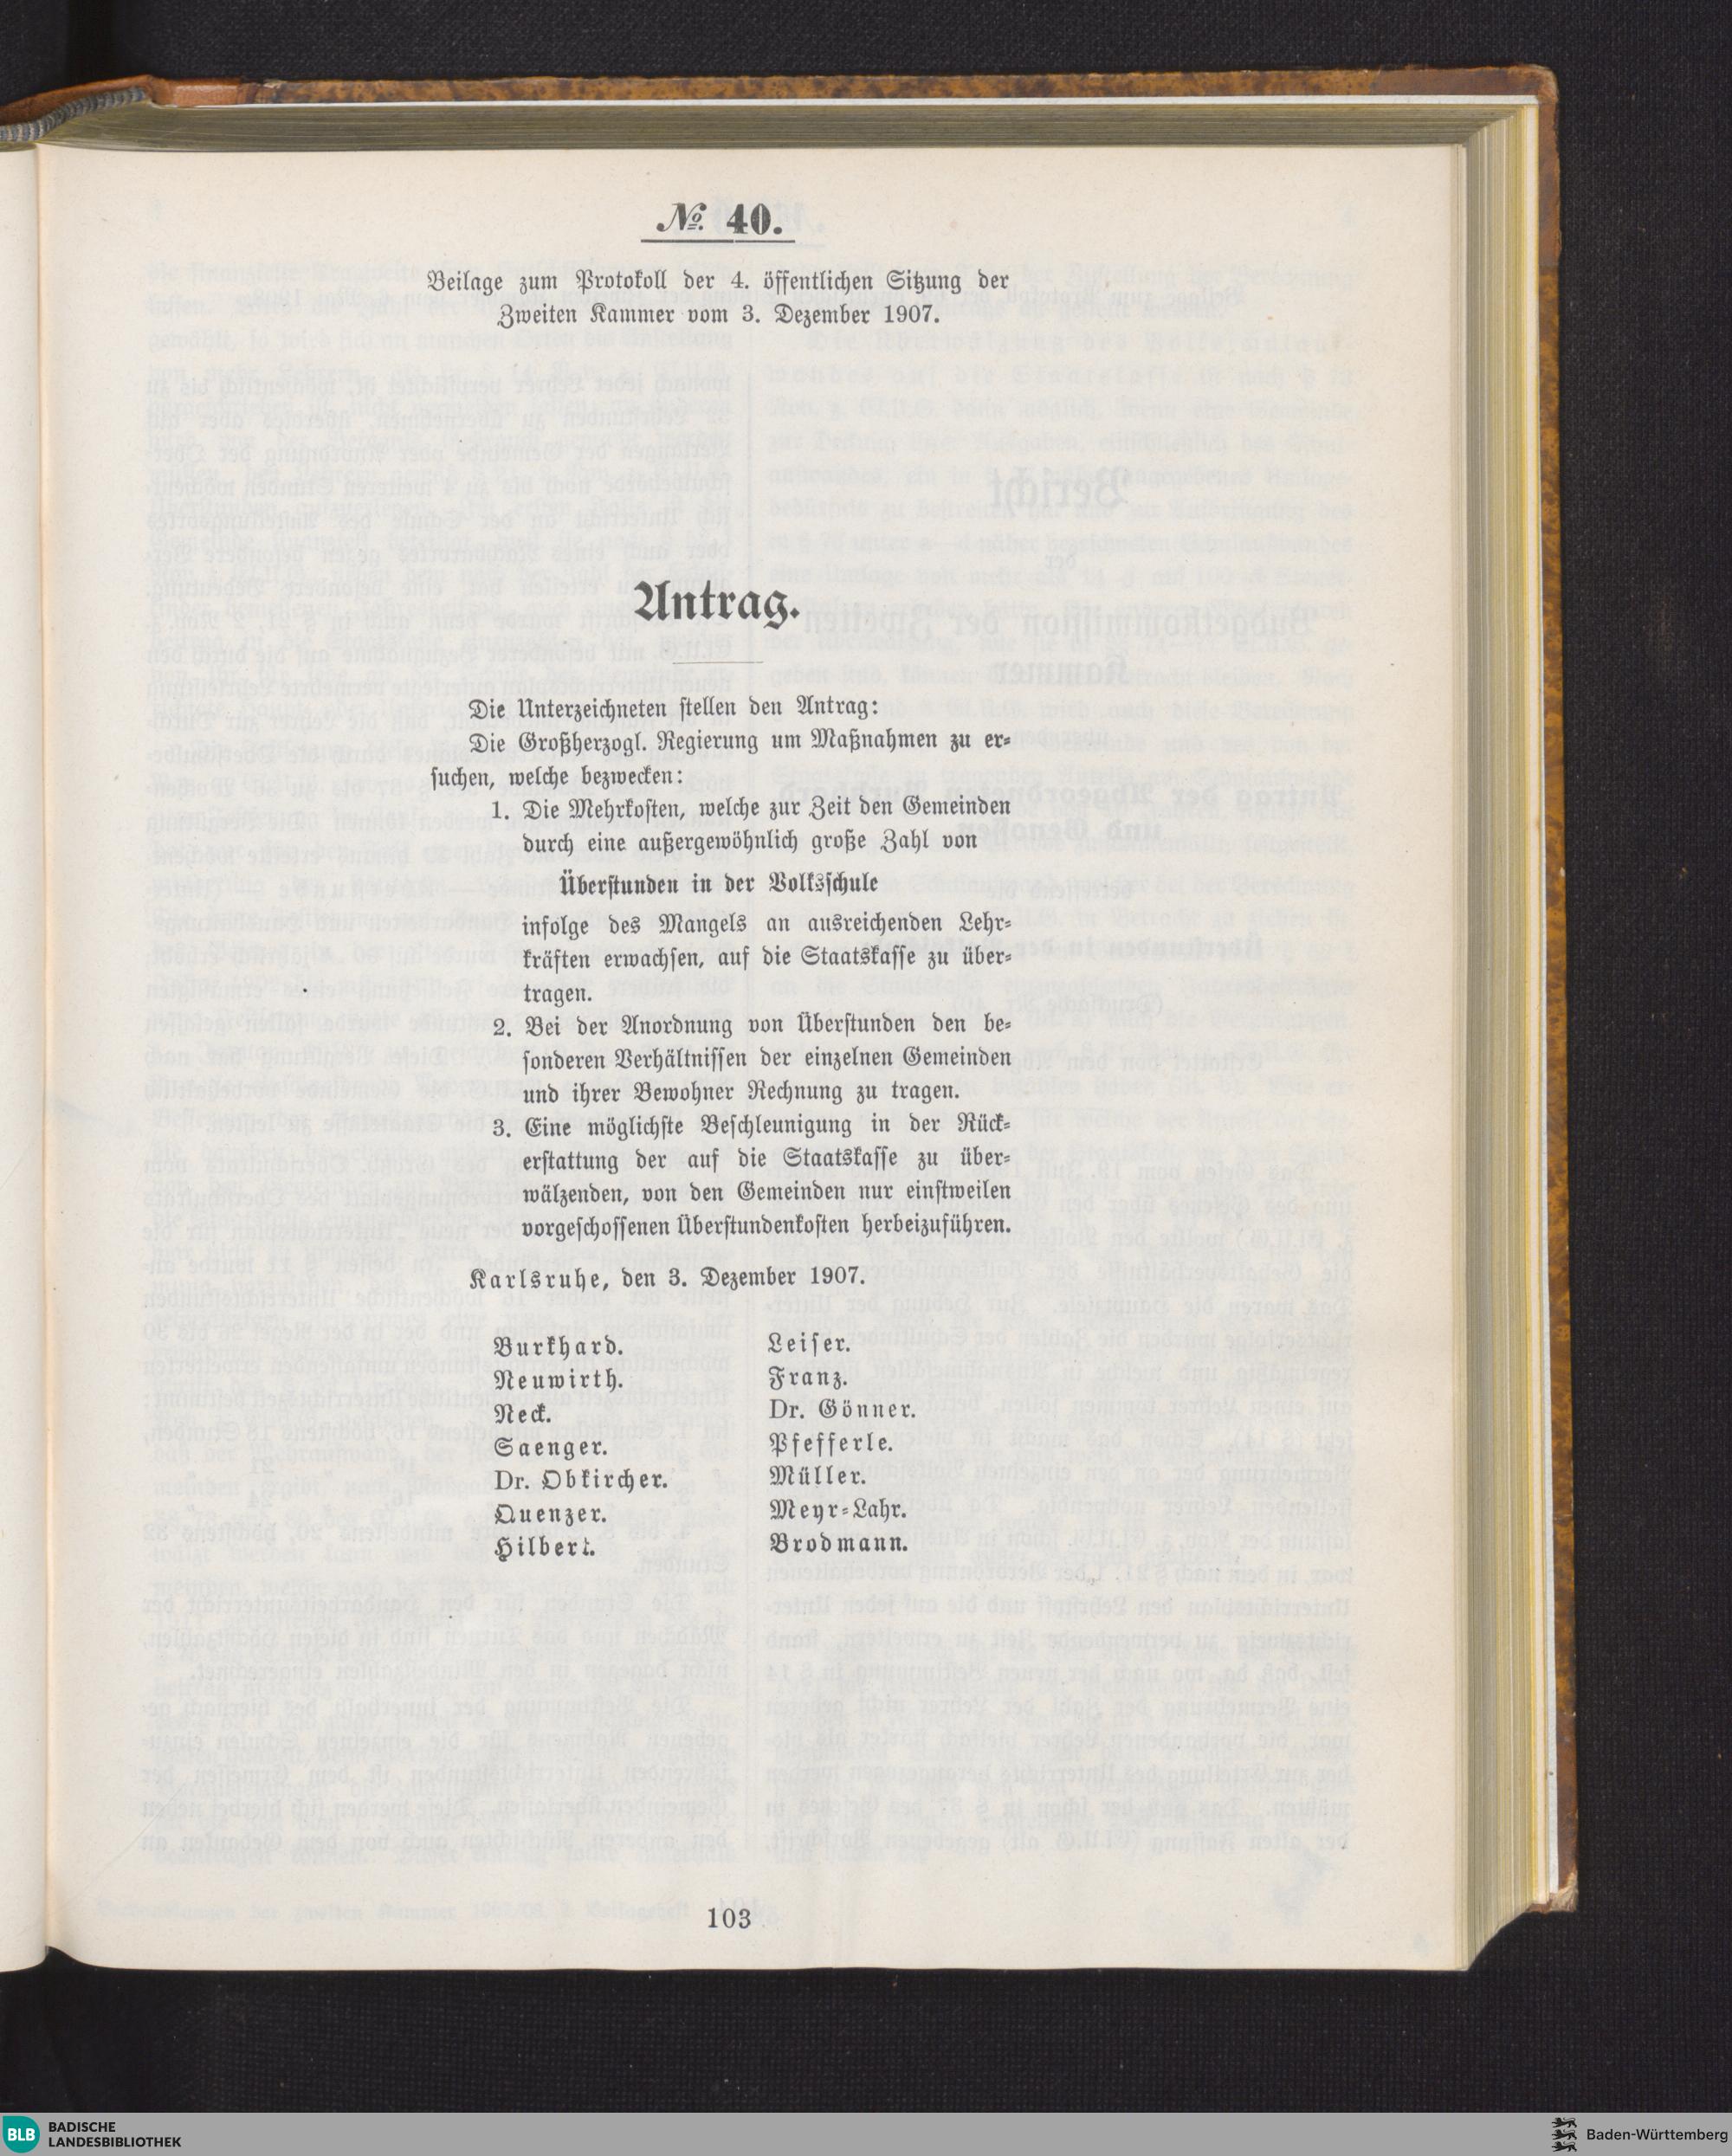 № 40.
Beilage zum Protokoll der 4. öffentlichen Sitzung der
Zweiten Kammer vom 3. Dezember 1907.
Antrag.
Die Unterzeichneten stellen den Antrag:
Die Großherzogl. Regierung um Maßnahmen zu er-
suchen, welche bezwecken:
1. Die Mehrkosten, welche zur Zeit den Gemeinden
durch eine außergewöhnlich große Zahl von
Überstunden in der Volksschule
infolge des Mangels an ausreichenden Lehr-
kräften erwachsen, auf die Staatskasse zu über-
tragen.
2. Bei der Anordnung von Überstunden den be-
sonderen Verhältnissen der einzelnen Gemeinden
und ihrer Bewohner Rechnung zu tragen.
3. Eine möglichste Beschleunigung in der Rück-
erstattung der auf die Staatskasse zu über-
wälzenden, von den Gemeinden nur einstweilen
vorgeschossenen Überstundenkosten herbeizuführen.
Karlsruhe, den 3. Dezember 1907.
Burkhard.
Neuwirth.
Neck.
Saenger.
Dr. Obkircher.
Quenzer.
Hilbert.
Leiser.
Franz.
Dr. Gönner.
Pfefferle.
Müller.
Meyr-Lahr.
Brodmann.
103
BLB BADISCHE
LANDESBIBLIOTHEK
Baden-Württemberg